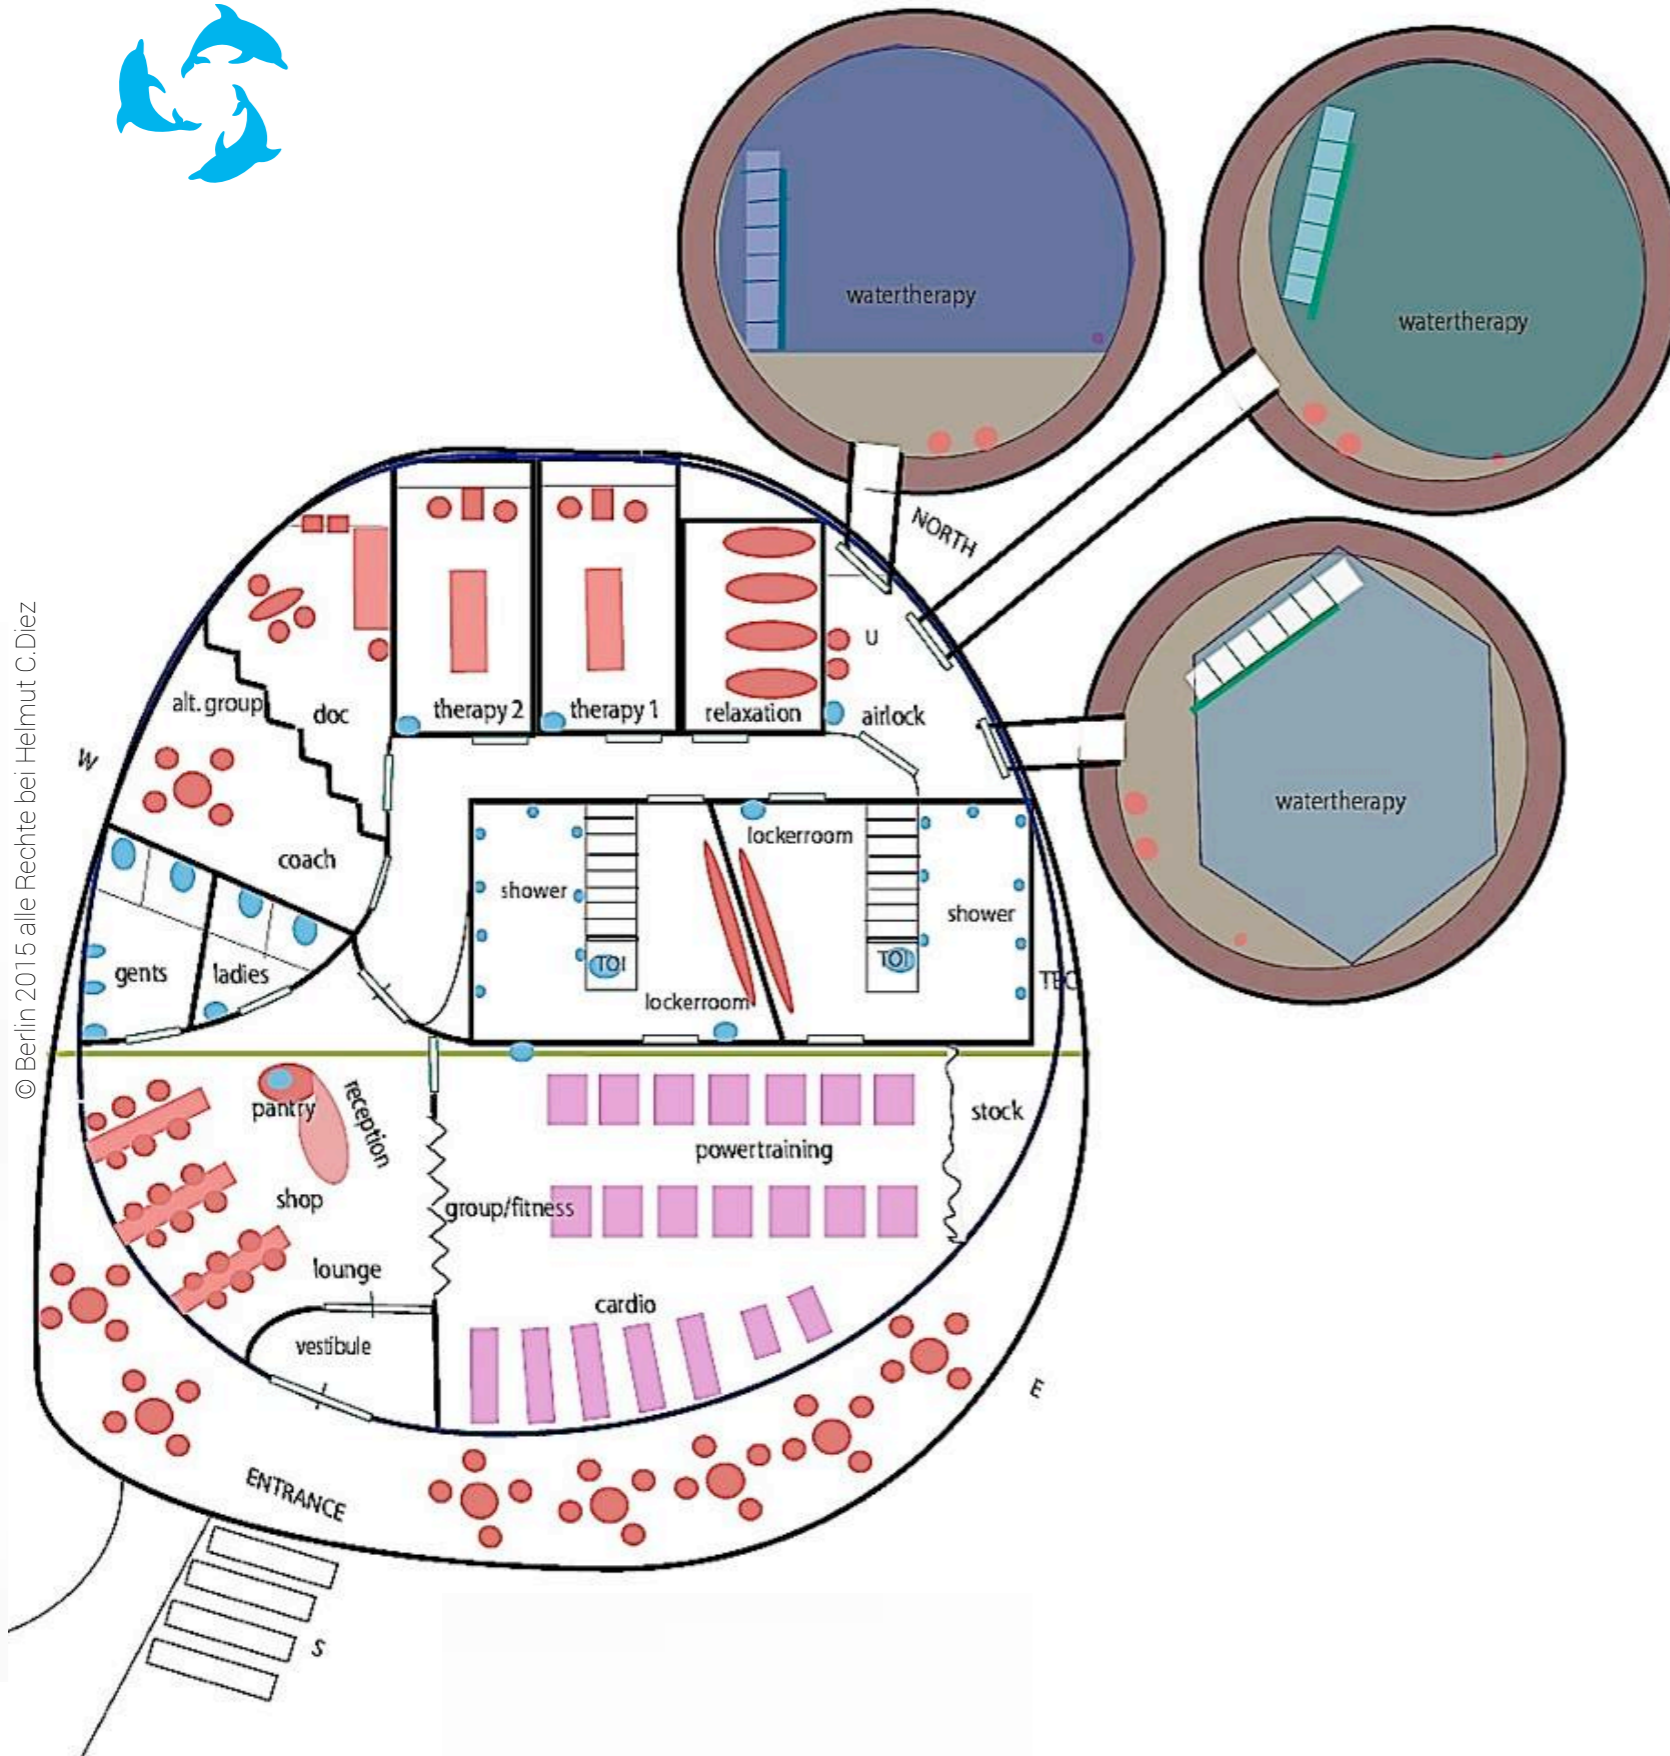 watertherapy
watertherapy
NORTH
U
therapy 2
therapy 1
relaxation
airlock
alt. group
doc
W
watertherapy
lockerroom
coach
shower
shower
TOI
TOI
gents
ladies
lockerroom
TEC
© Berlin 2015 alle Rechte bei Helmut C.Diez
pantry
reception
stock
powertraining
shop
group/fitness
lounge
cardio
vestibule
E
ENTRANCE
S